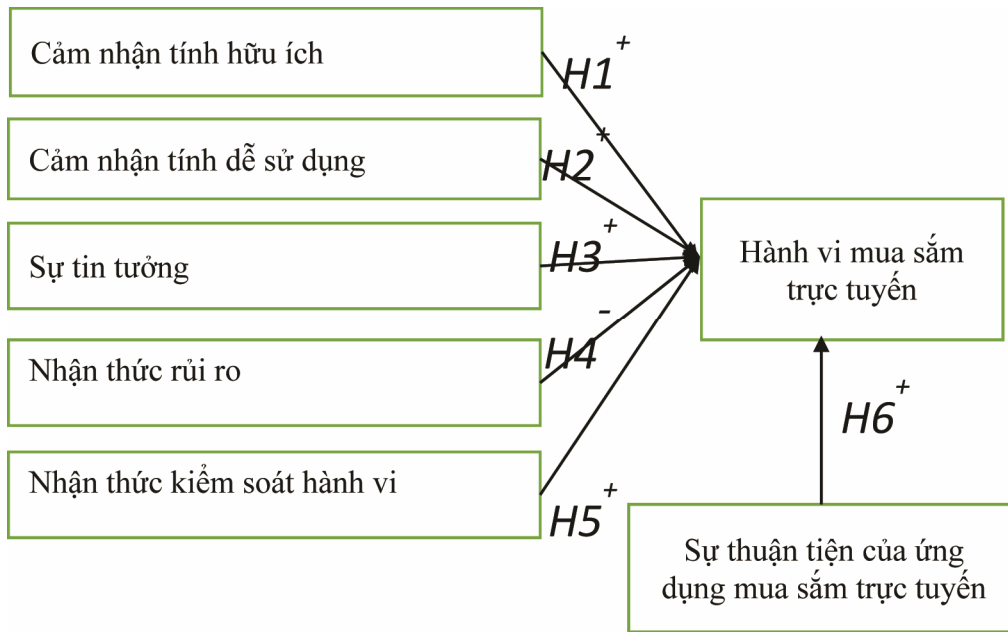 Cảm nhận tính hữu ích
H1+
Cảm nhận tính dễ sử dụng
H2+
Sự tin tưởng
H3+
Nhận thức rủi ro
H4-
Nhận thức kiểm soát hành vi
H5+
Hành vi mua sắm
trực tuyến
H6+
Sự thuận tiện của ứng
dụng mua sắm trực tuyến